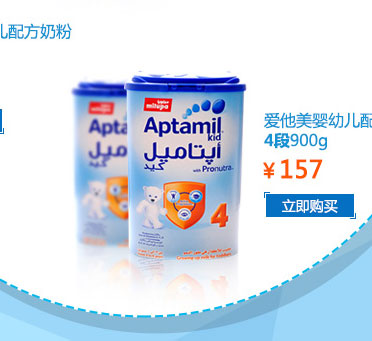 儿配方奶粉
milupa
Aptamil
kid
أبتاميل
كيد
with Pronutra
4
爱他美婴幼儿配
4段900g
¥157
立即购买